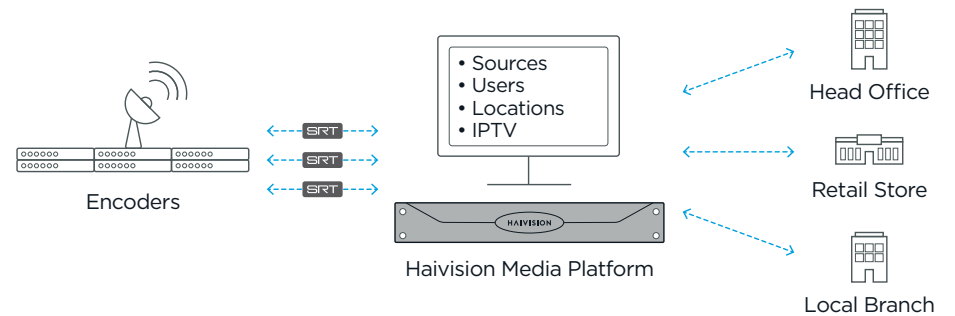 • Sources
• Users
• Locations
• IPTV
SRT
SRT
SRT
Encoders
HAIVISION
Haivision Media Platform
Head Office
Retail Store
Local Branch